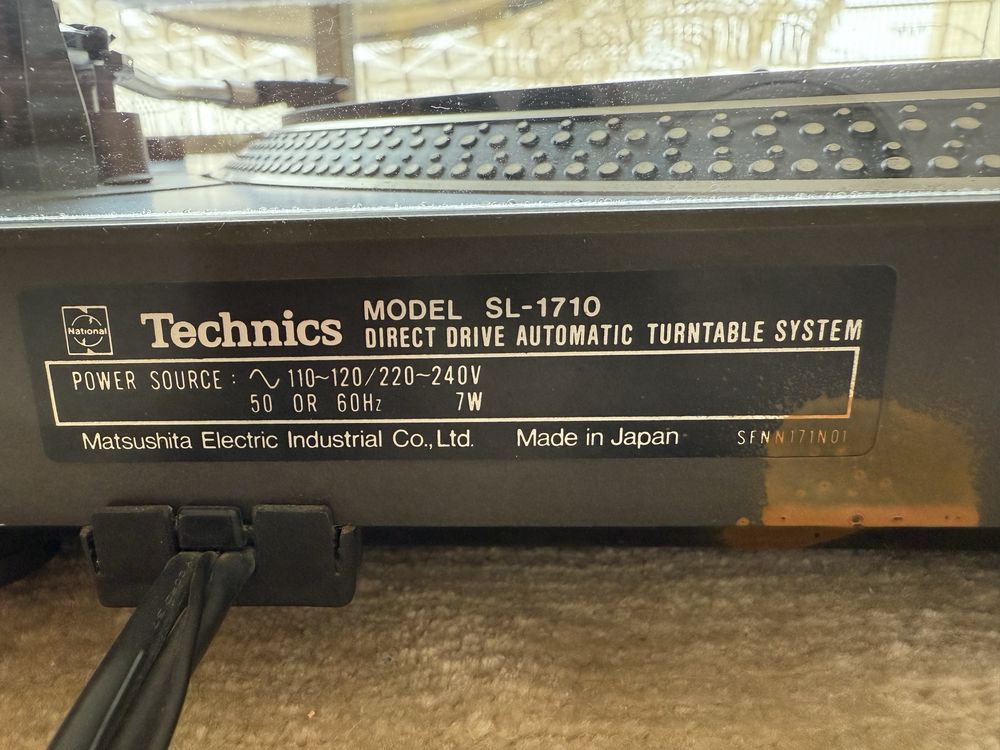 National
Technics
MODEL SL-1710
DIRECT DRIVE AUTOMATIC TURNTABLE SYSTEM
POWER SOURCE : ∿ 110~120/220~240V
50 OR 60Hz 7W
Matsushita Electric Industrial Co., Ltd. Made in Japan SFNN171N01